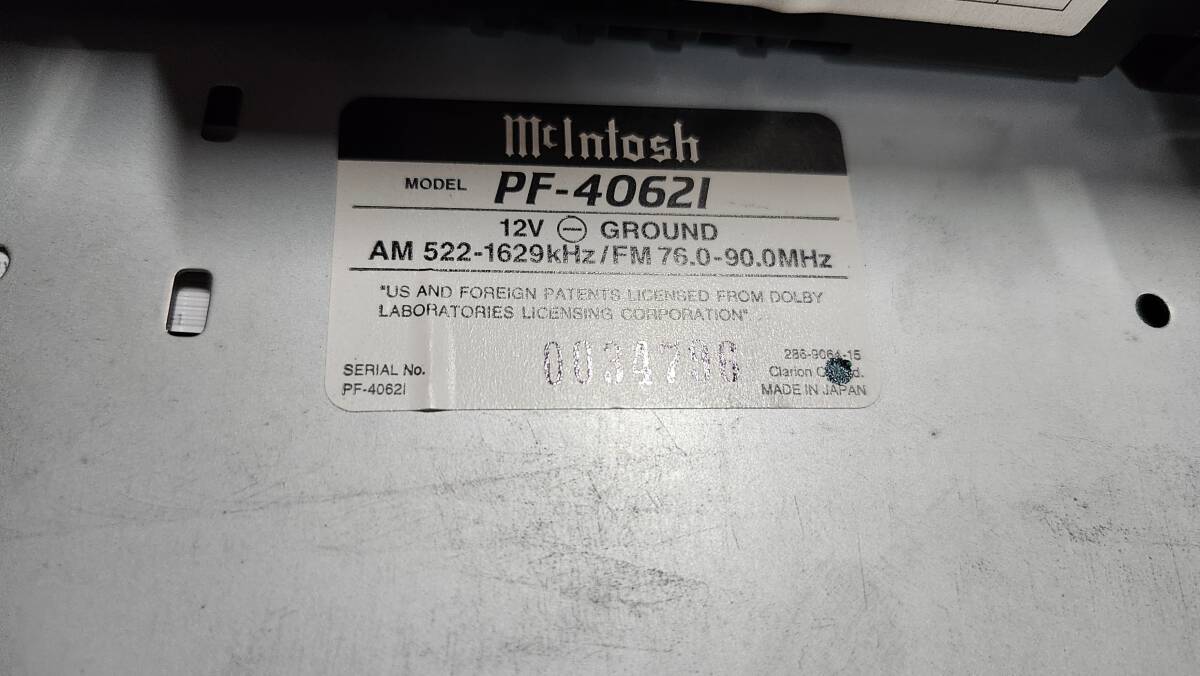 McIntosh
MODEL PF-4062I
12V ⊖ GROUND
AM 522-1629kHz/FM 76.0-90.0MHz
"US AND FOREIGN PATENTS LICENSED FROM DOLBY
LABORATORIES LICENSING CORPORATION"
0034796
286-9064-15
SERIAL No.
Clarion
PF-4062I
MADE IN JAPAN